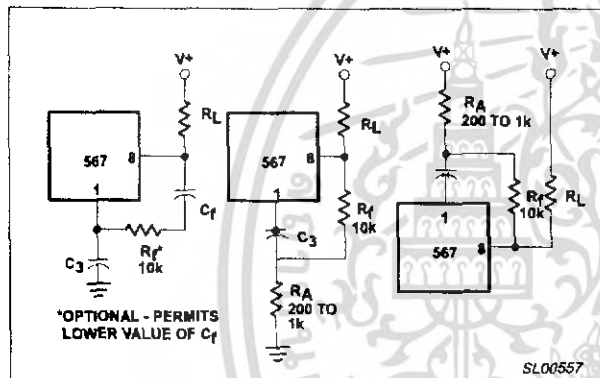 V+
RL
567
8
1
Cf
Rf*
10k
C3
*OPTIONAL - PERMITS
LOWER VALUE OF Cf
V+
RL
567
8
1
Rf
10k
C3
RA
200 TO
1k
V+
RA
200 TO 1k
Rf
10k
RL
1
8
567
SL00557